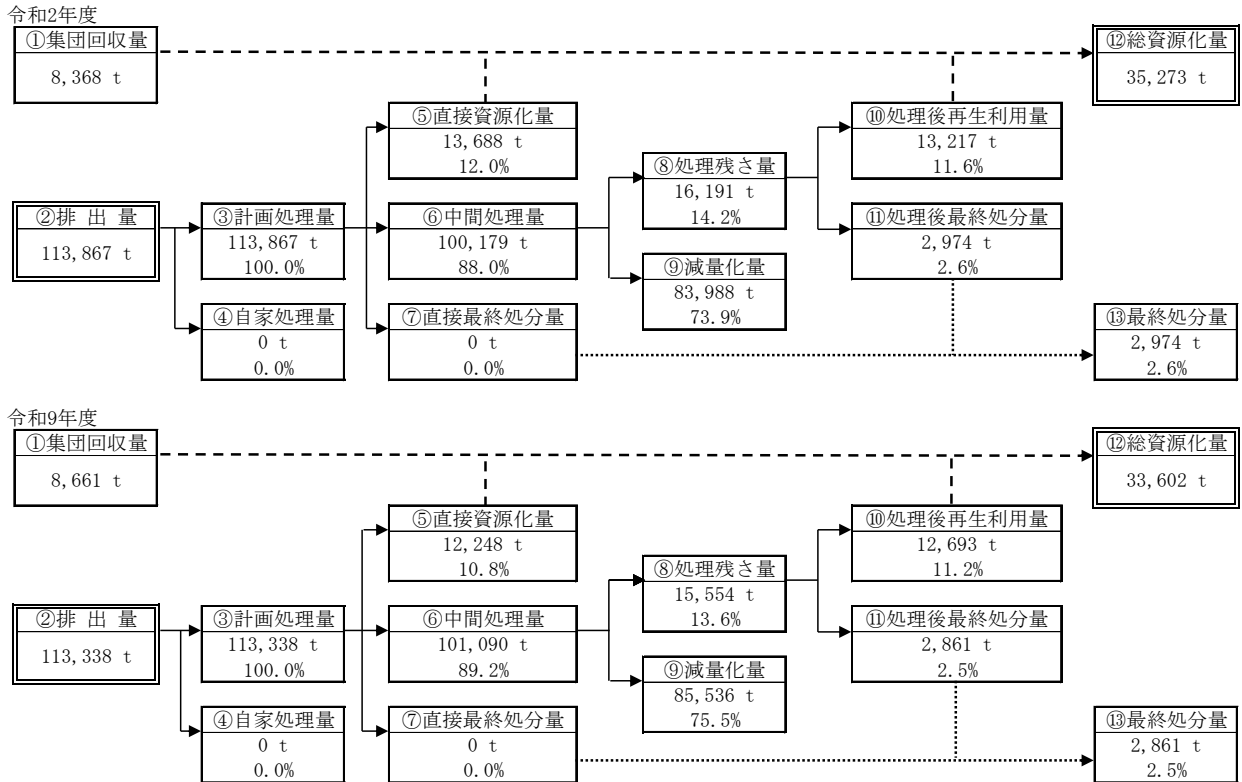 令和2年度
①集団回収量
8,368 t
⑫総資源化量
35,273 t
⑤直接資源化量
13,688 t
12.0%
⑩処理後再生利用量
13,217 t
11.6%
⑧処理残さ量
16,191 t
14.2%
②排 出 量
113,867 t
③計画処理量
113,867 t
100.0%
⑥中間処理量
100,179 t
88.0%
⑪処理後最終処分量
2,974 t
2.6%
⑨減量化量
83,988 t
73.9%
④自家処理量
0 t
0.0%
⑦直接最終処分量
0 t
0.0%
⑬最終処分量
2,974 t
2.6%
令和9年度
①集団回収量
8,661 t
⑫総資源化量
33,602 t
⑤直接資源化量
12,248 t
10.8%
⑩処理後再生利用量
12,693 t
11.2%
⑧処理残さ量
15,554 t
13.6%
②排 出 量
113,338 t
③計画処理量
113,338 t
100.0%
⑥中間処理量
101,090 t
89.2%
⑪処理後最終処分量
2,861 t
2.5%
⑨減量化量
85,536 t
75.5%
④自家処理量
0 t
0.0%
⑦直接最終処分量
0 t
0.0%
⑬最終処分量
2,861 t
2.5%